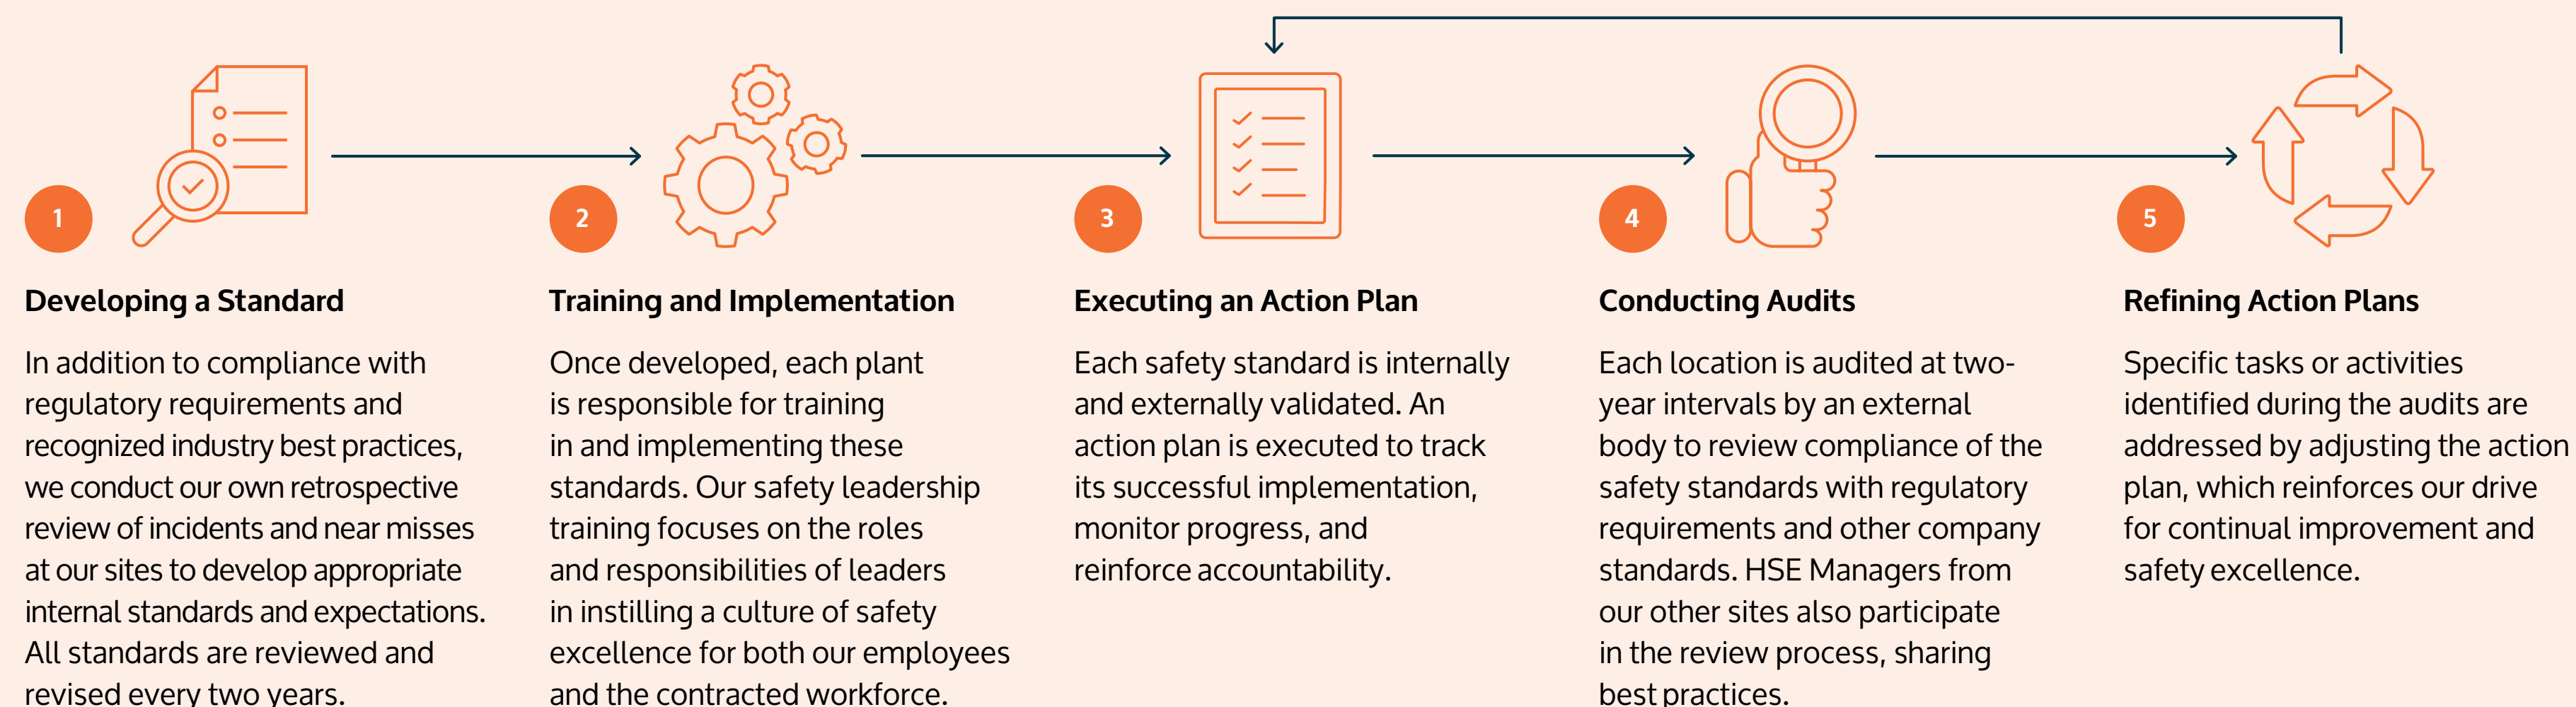 1
Developing a Standard
In addition to compliance with
regulatory requirements and
recognized industry best practices,
we conduct our own retrospective
review of incidents and near misses
at our sites to develop appropriate
internal standards and expectations.
All standards are reviewed and
revised every two years.
2
Training and Implementation
Once developed, each plant
is responsible for training
in and implementing these
standards. Our safety leadership
training focuses on the roles
and responsibilities of leaders
in instilling a culture of safety
excellence for both our employees
and the contracted workforce.
3
Executing an Action Plan
Each safety standard is internally
and externally validated. An
action plan is executed to track
its successful implementation,
monitor progress, and
reinforce accountability.
4
Conducting Audits
Each location is audited at two-
year intervals by an external
body to review compliance of the
safety standards with regulatory
requirements and other company
standards. HSE Managers from
our other sites also participate
in the review process, sharing
best practices.
5
Refining Action Plans
Specific tasks or activities
identified during the audits are
addressed by adjusting the action
plan, which reinforces our drive
for continual improvement and
safety excellence.